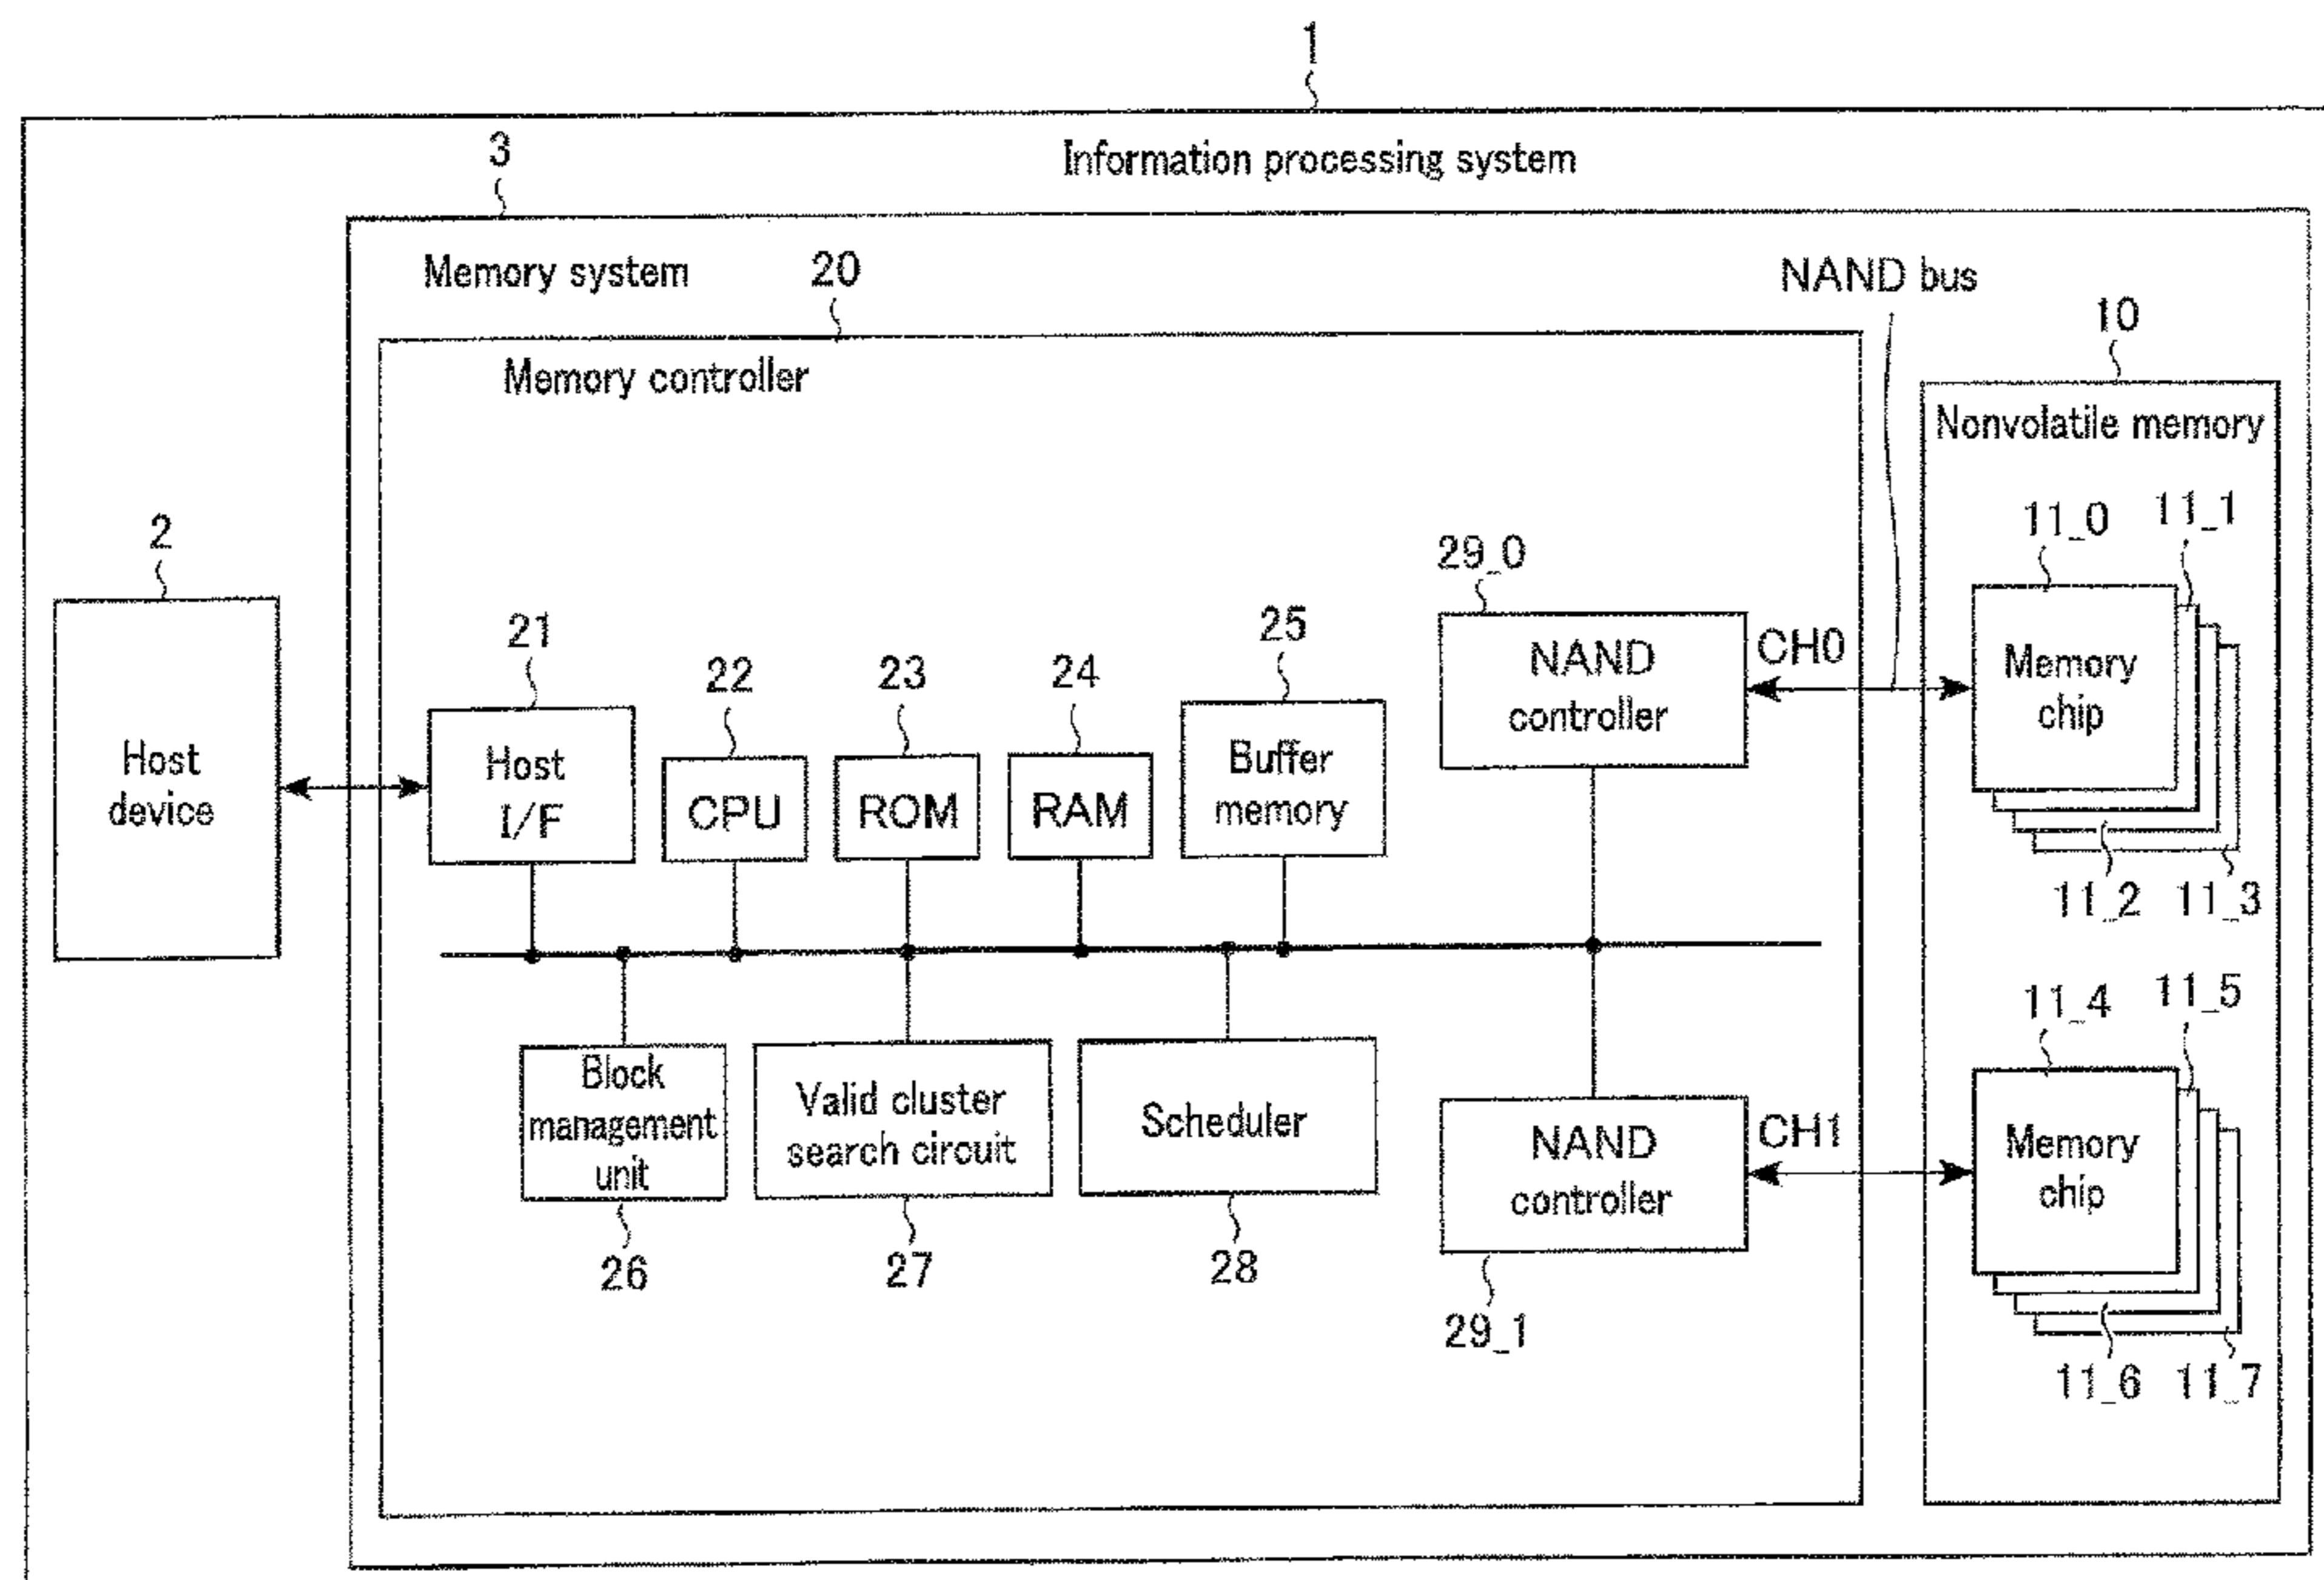 1
Information processing system
3
Memory system
20
NAND bus
10
Memory controller
Nonvolatile memory
2
Host
device
21
Host
I/F
22
CPU
23
ROM
24
RAM
25
Buffer
memory
29_0
NAND
controller
CH0
11_0
11_1
Memory
chip
11_2
11_3
Block
management
unit
26
Valid cluster
search circuit
27
Scheduler
28
NAND
controller
29_1
CH1
11_4
11_5
Memory
chip
11_6
11_7